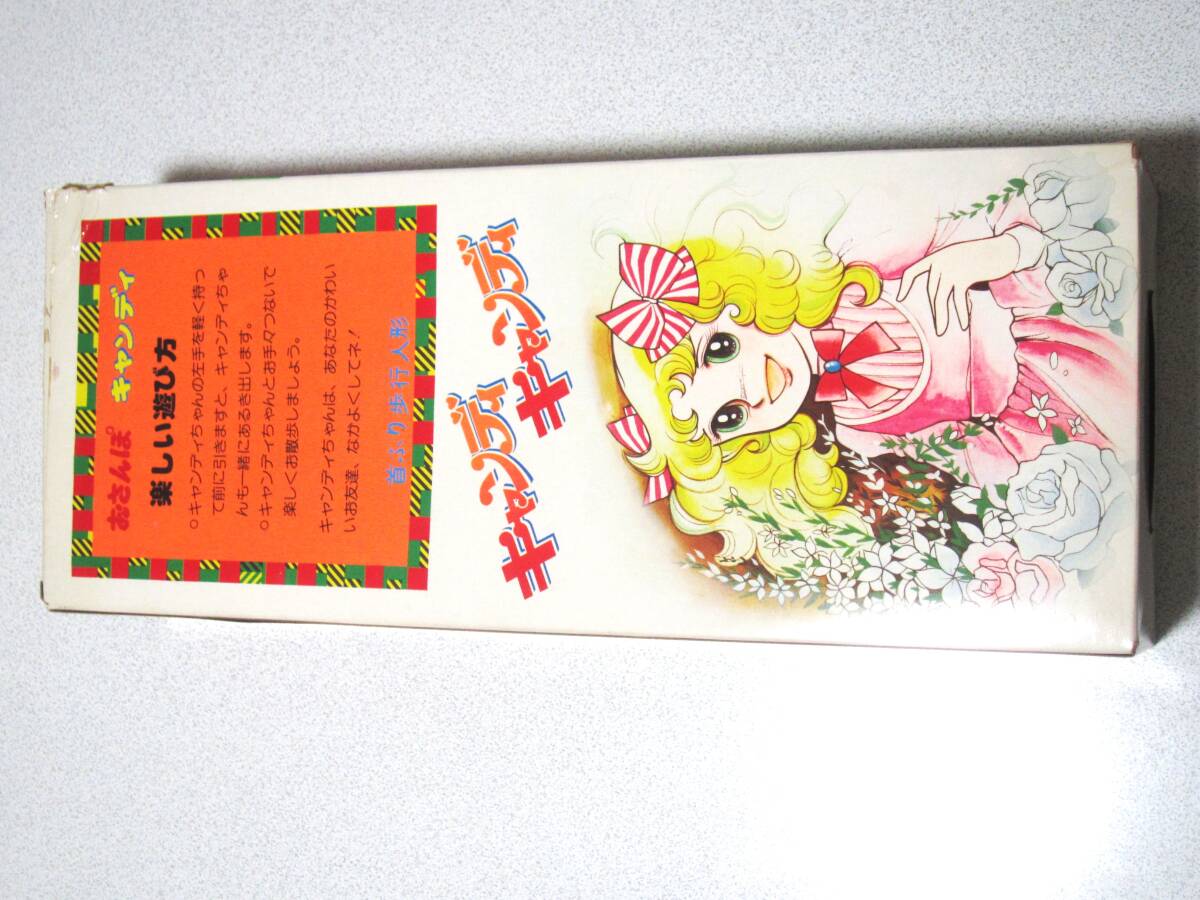 おさんぽ キャンディ
楽しい遊び方
○キャンディちゃんの左手を軽く持っ
て前に引きますと、キャンディちゃ
んも一緒にあるき出します。
○キャンディちゃんとお手々つないで
楽しくお散歩しましょう。
キャンディちゃんは、あなたのかわい
いお友達、なかよくしてネ!
首ふり歩行人形
キャンディ
キャンディ